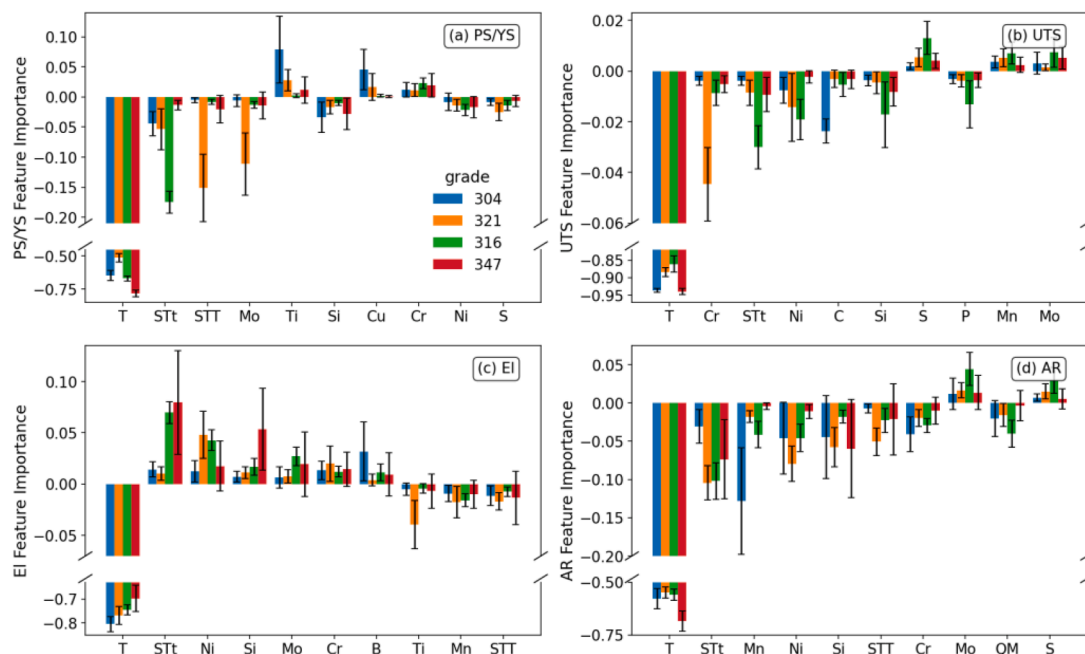 (a) PS/YS
PS/YS Feature Importance
0.10
0.05
0.00
−0.05
−0.10
−0.15
−0.20
−0.50
−0.75
grade
304
321
316
347
T STt STT Mo Ti Si Cu Cr Ni S
(b) UTS
UTS Feature Importance
0.02
0.00
−0.02
−0.04
−0.06
−0.80
−0.85
−0.90
−0.95
T Cr STt Ni C Si S P Mn Mo
(c) EI
EI Feature Importance
0.10
0.05
0.00
−0.05
−0.7
−0.8
T STt Ni Si Mo Cr B Ti Mn STT
(d) AR
AR Feature Importance
0.05
0.00
−0.05
−0.10
−0.15
−0.20
−0.50
−0.75
T STt Mn Ni Si STT Cr Mo QM S